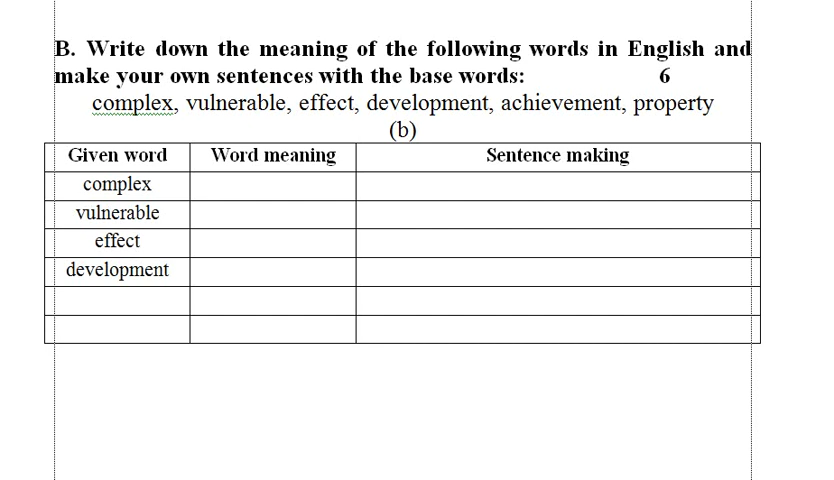 B. Write down the meaning of the following words in English and
make your own sentences with the base words: 6
complex, vulnerable, effect, development, achievement, property
(b)
Given word Word meaning Sentence making
complex
vulnerable
effect
development